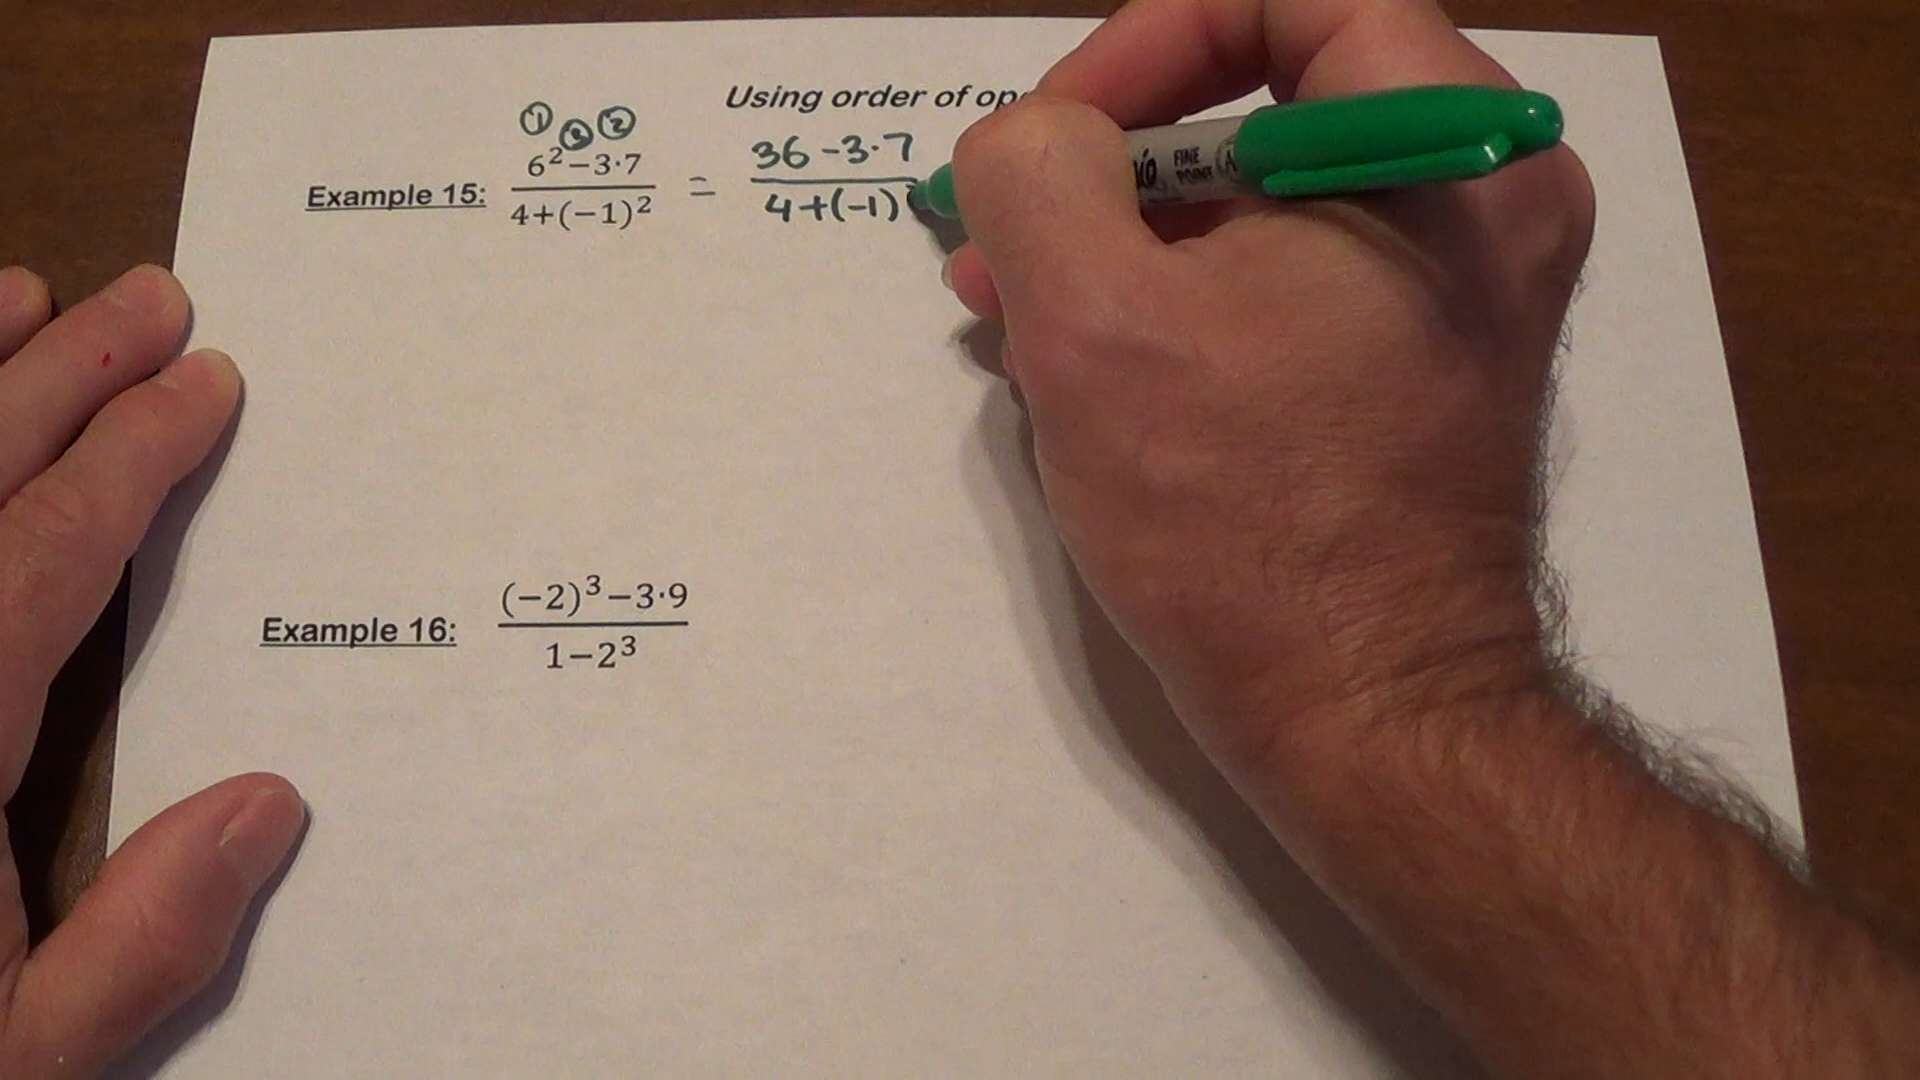 Using order of
① ③ ②
Example 15: (6² − 3·7)/(4+(−1)²) = (36 − 3·7)/(4+(−1)
FINE
POINT
Example 16: ((−2)³ − 3·9)/(1−2³)